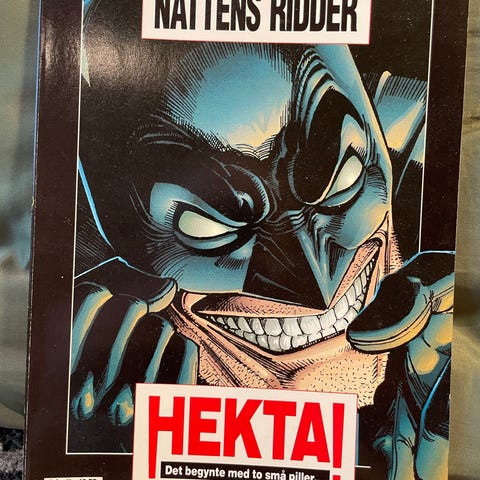 NATTENS RIDDER
HEKTA!
Det begynte med to små piller.